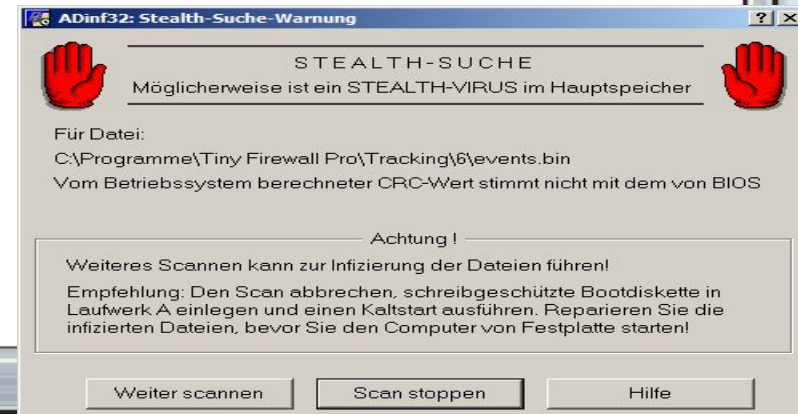 ADinf32: Stealth-Suche-Warnung
STEALTH-SUCHE
Möglicherweise ist ein STEALTH-VIRUS im Hauptspeicher
Für Datei:
C:\Programme\Tiny Firewall Pro\Tracking\6\events.bin
Vom Betriebssystem berechneter CRC-Wert stimmt nicht mit dem von BIOS
Achtung !
Weiteres Scannen kann zur Infizierung der Dateien führen!
Empfehlung: Den Scan abbrechen, schreibgeschützte Bootdiskette in
Laufwerk A einlegen und einen Kaltstart ausführen. Reparieren Sie die
infizierten Dateien, bevor Sie den Computer von Festplatte starten!
Weiter scannen
Scan stoppen
Hilfe